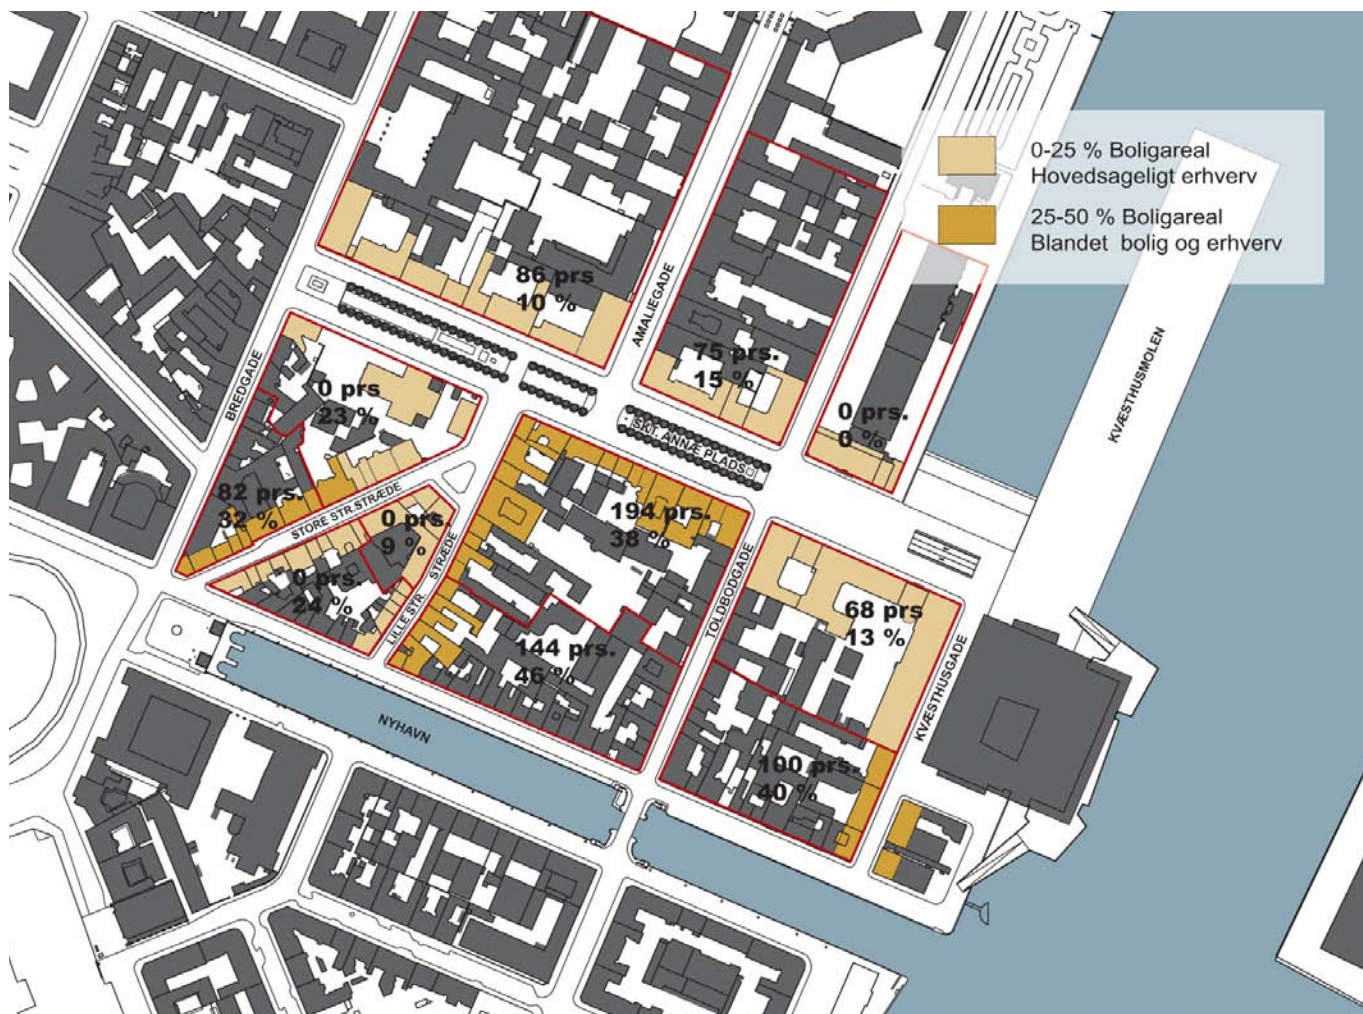 0-25 % Boligareal
Hovedsageligt erhverv
25-50 % Boligareal
Blandet bolig og erhverv
86 prs
10 %
AMALIEGADE
75 prs.
15 %
0 prs.
0 %
KVÆSTHUSMOLEN
BREDGADE
0 prs
23 %
SKT. ANNÆ PLADS
82 prs.
32 %
STORE STR.STRÆDE
0 prs.
9 %
194 prs.
38 %
0 prs.
24 %
LILLE STR. STRÆDE
TOLDBODGADE
68 prs
13 %
144 prs.
46 %
KVÆSTHUSGADE
NYHAVN
100 prs.
40 %